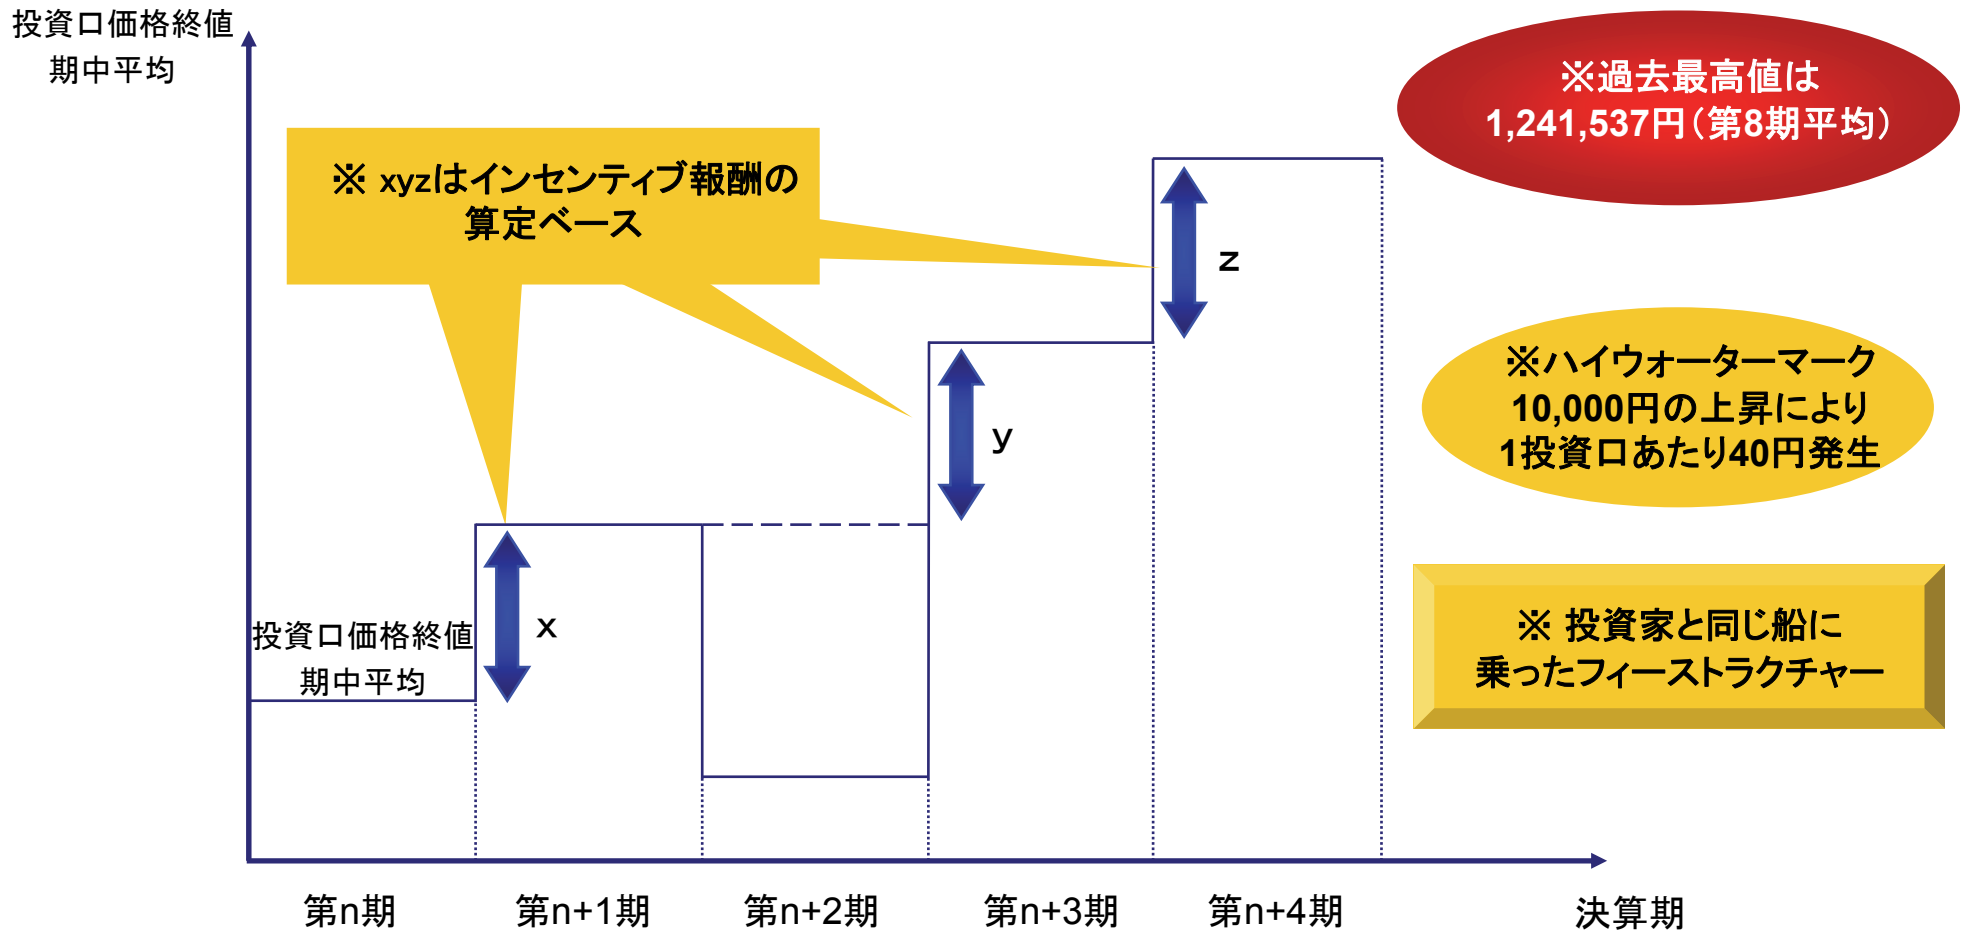 投資口価格終値
期中平均
※過去最高値は
1,241,537円（第8期平均）
※ xyzはインセンティブ報酬の
算定ベース
z
※ハイウォーターマーク
10,000円の上昇により
1投資口あたり40円発生
y
x
投資口価格終値
期中平均
※ 投資家と同じ船に
乗ったフィーストラクチャー
第n期
第n+1期
第n+2期
第n+3期
第n+4期
決算期